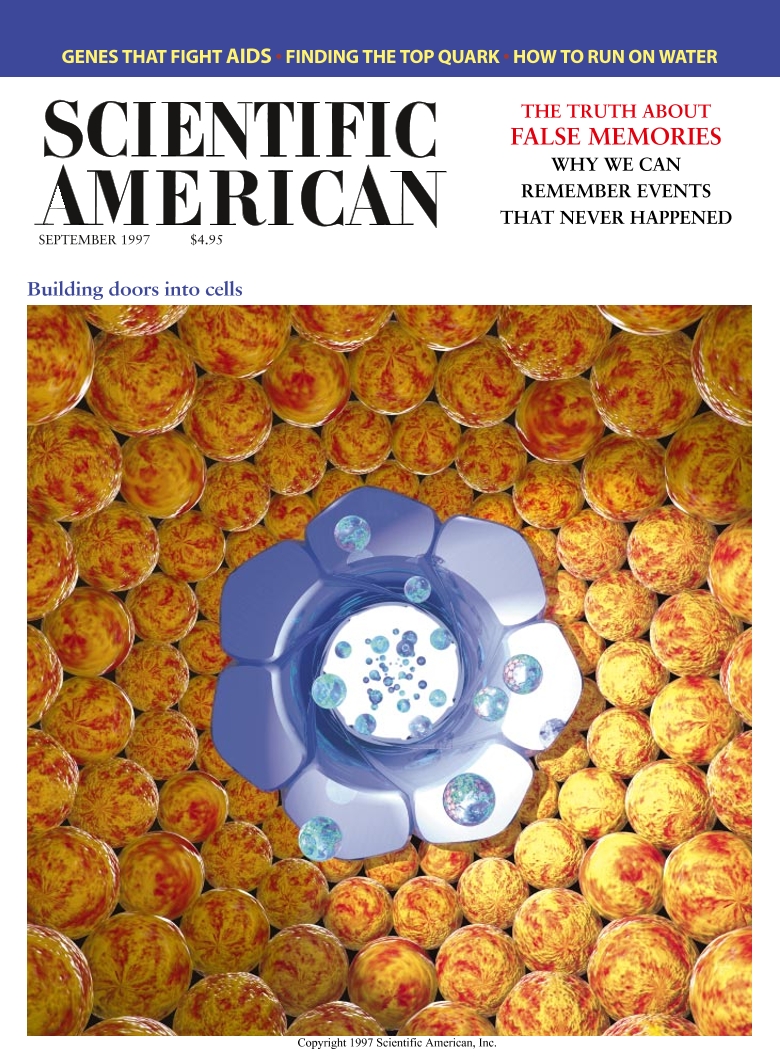 GENES THAT FIGHT AIDS • FINDING THE TOP QUARK • HOW TO RUN ON WATER
SCIENTIFIC
AMERICAN
SEPTEMBER 1997 $4.95
THE TRUTH ABOUT
FALSE MEMORIES
WHY WE CAN
REMEMBER EVENTS
THAT NEVER HAPPENED
Building doors into cells
Copyright 1997 Scientific American, Inc.